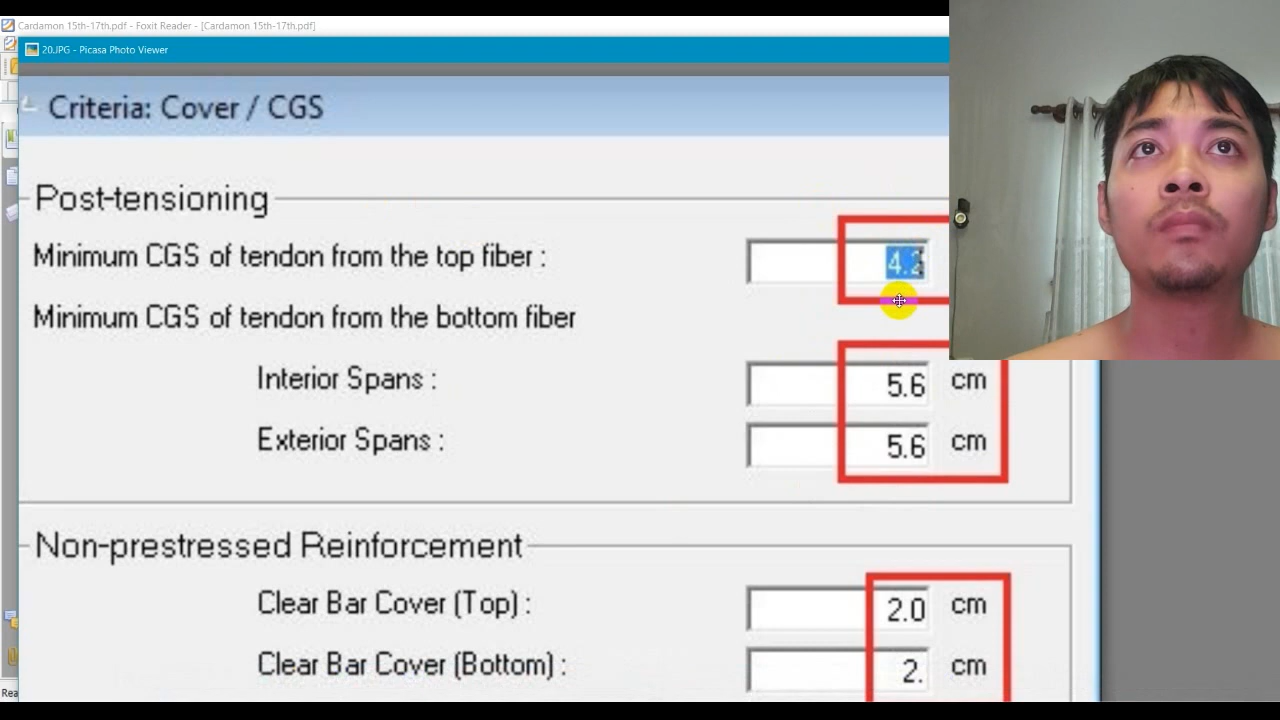 Cardamon 15th-17th.pdf - Foxit Reader - [Cardamon 15th-17th.pdf]
20.JPG - Picasa Photo Viewer
Criteria: Cover / CGS
Post-tensioning
Minimum CGS of tendon from the top fiber :
Minimum CGS of tendon from the bottom fiber
Interior Spans : 5.6 cm
Exterior Spans : 5.6 cm
Non-prestressed Reinforcement
Clear Bar Cover (Top) : 2.0 cm
Clear Bar Cover (Bottom) : 2. cm
Rea